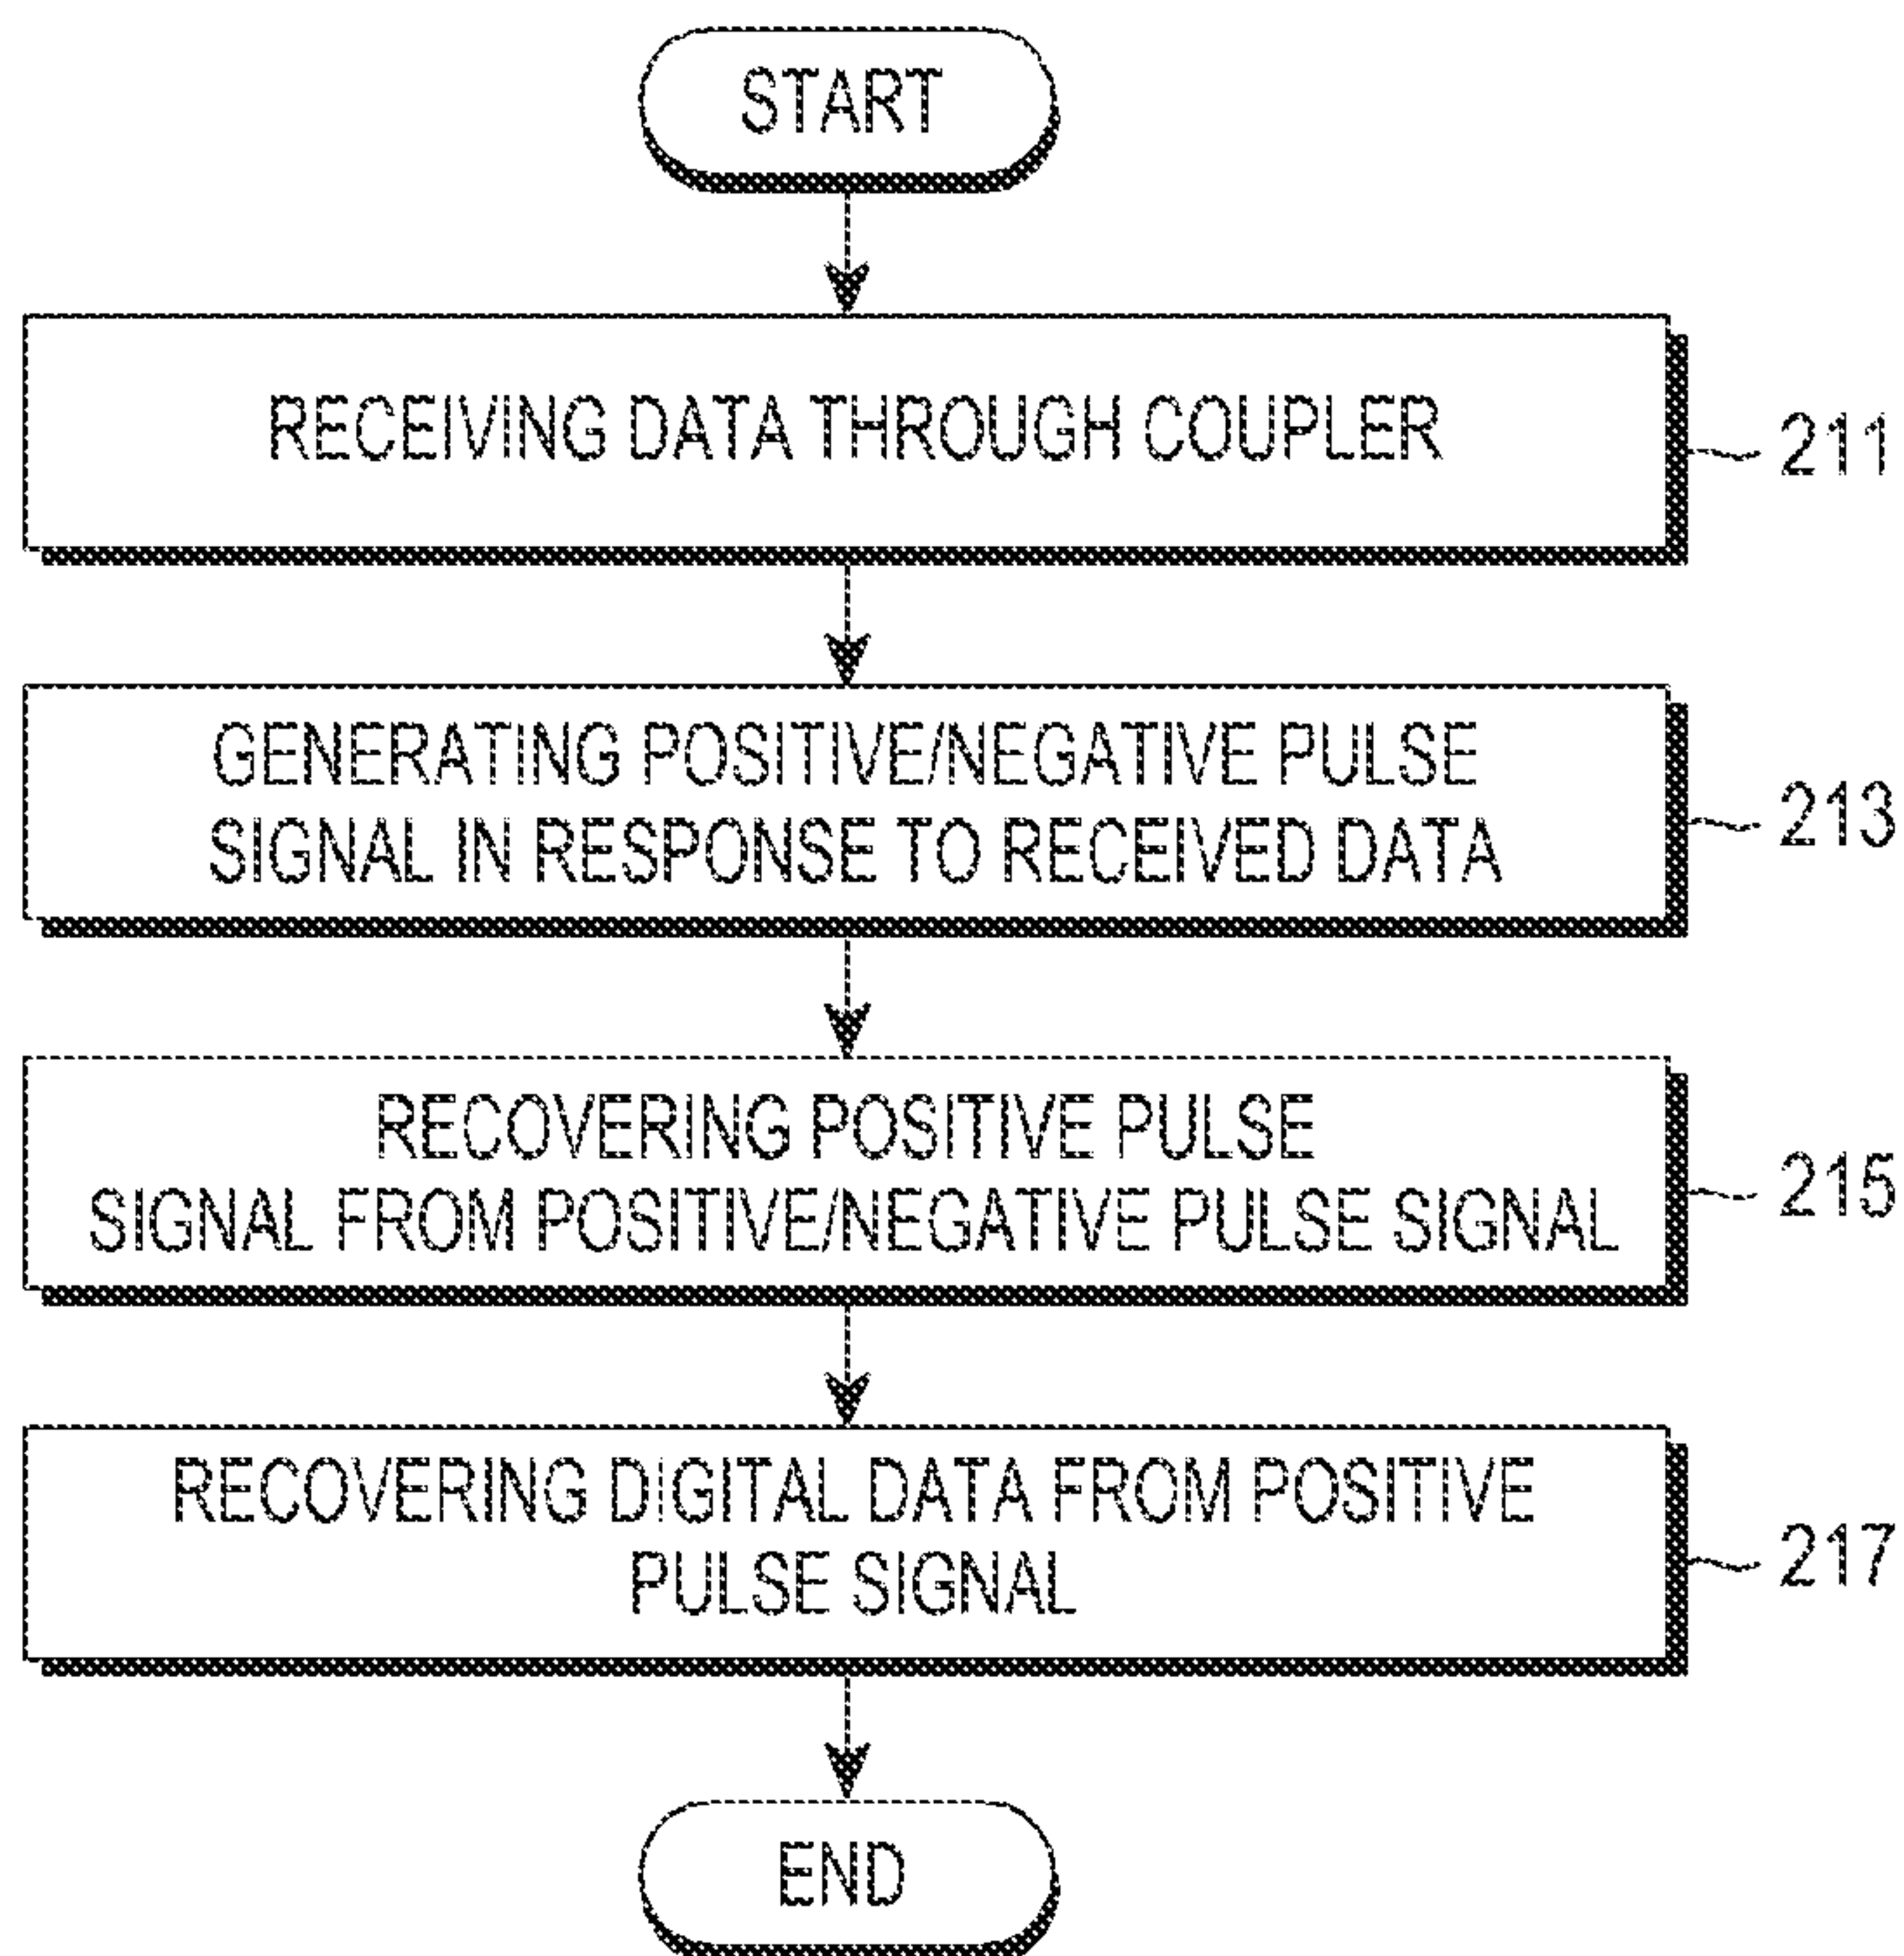 START
RECEIVING DATA THROUGH COUPLER
211
GENERATING POSITIVE/NEGATIVE PULSE
SIGNAL IN RESPONSE TO RECEIVED DATA
213
RECOVERING POSITIVE PULSE
SIGNAL FROM POSITIVE/NEGATIVE PULSE SIGNAL
215
RECOVERING DIGITAL DATA FROM POSITIVE
PULSE SIGNAL
217
END